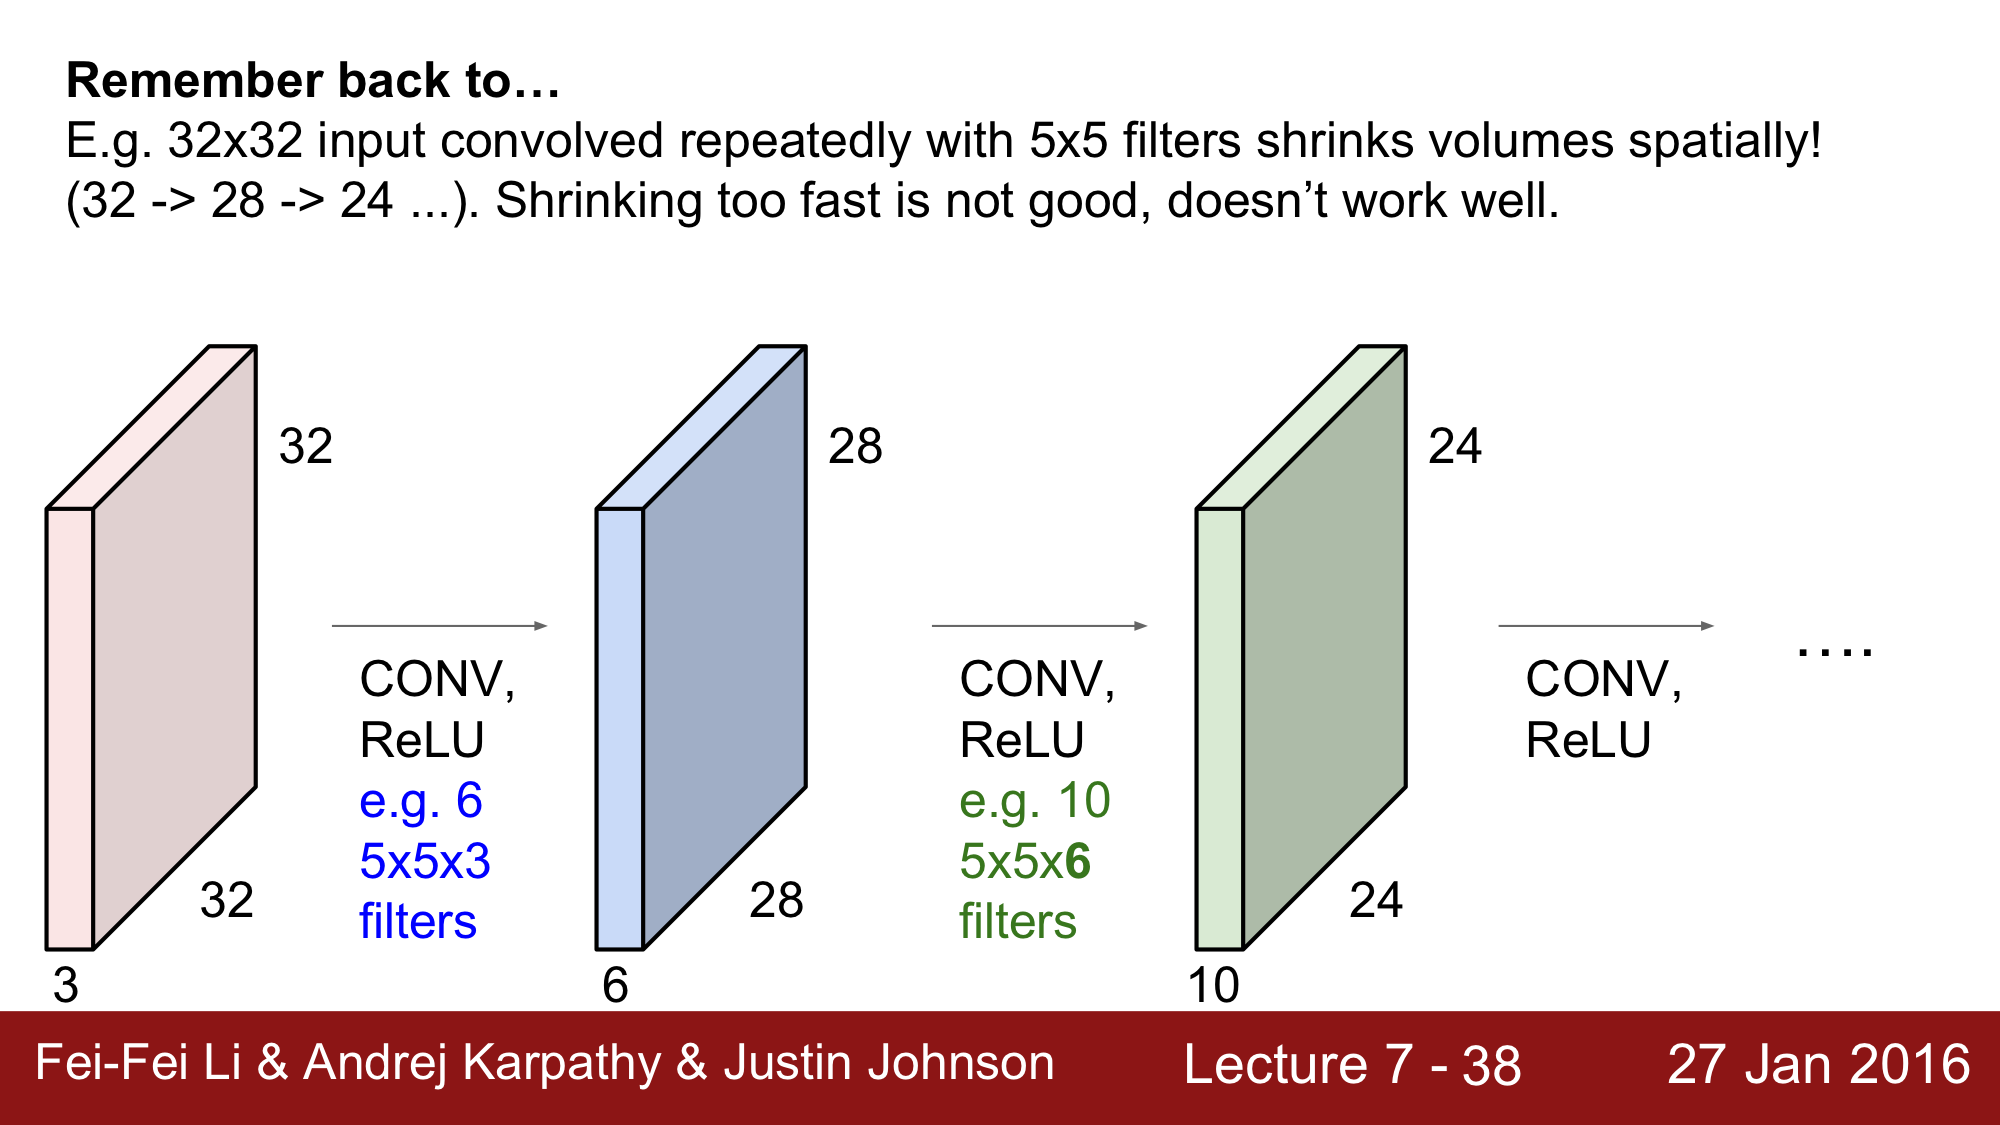 Remember back to…
E.g. 32x32 input convolved repeatedly with 5x5 filters shrinks volumes spatially!
(32 -> 28 -> 24 ...). Shrinking too fast is not good, doesn’t work well.
32
32
3
CONV,
ReLU
e.g. 6
5x5x3
filters
28
28
6
CONV,
ReLU
e.g. 10
5x5x6
filters
24
24
10
CONV,
ReLU
….
Fei-Fei Li & Andrej Karpathy & Justin Johnson
Lecture 7 - 38
27 Jan 2016